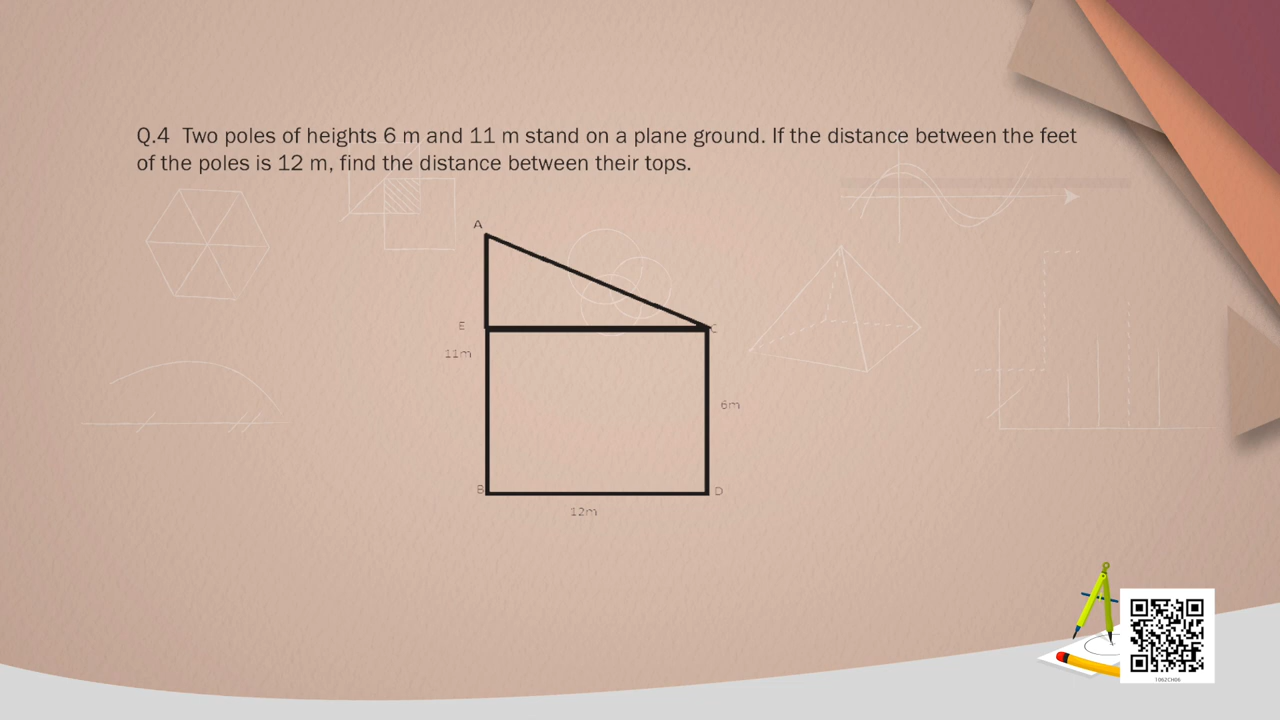 Q.4 Two poles of heights 6 m and 11 m stand on a plane ground. If the distance between the feet
of the poles is 12 m, find the distance between their tops.
A
E
C
11m
6m
B
D
12m
1062CH06